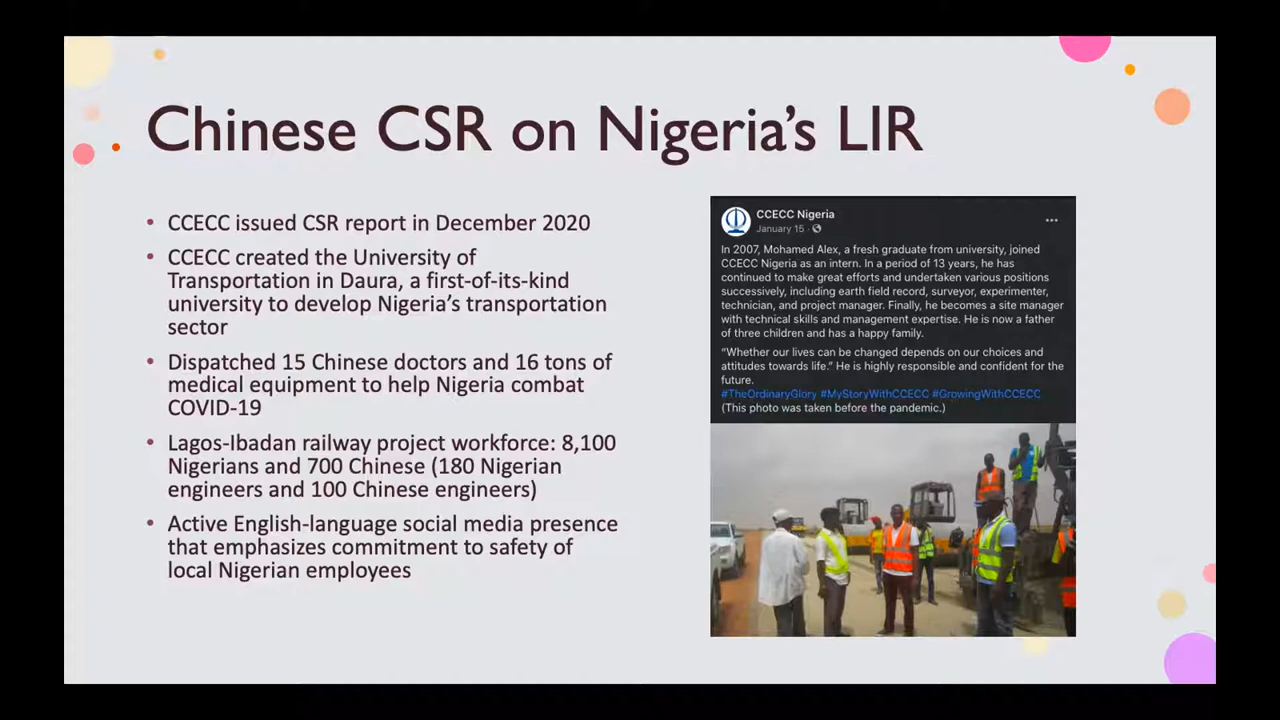 Chinese CSR on Nigeria's LIR
• CCECC issued CSR report in December 2020
• CCECC created the University of
Transportation in Daura, a first-of-its-kind
university to develop Nigeria's transportation
sector
• Dispatched 15 Chinese doctors and 16 tons of
medical equipment to help Nigeria combat
COVID-19
• Lagos-Ibadan railway project workforce: 8,100
Nigerians and 700 Chinese (180 Nigerian
engineers and 100 Chinese engineers)
• Active English-language social media presence
that emphasizes commitment to safety of
local Nigerian employees
CCECC Nigeria
January 15 ·
In 2007, Mohamed Alex, a fresh graduate from university, joined
CCECC Nigeria as an intern. In a period of 13 years, he has
continued to make great efforts and undertaken various positions
successively, including earth field record, surveyor, experimenter,
technician, and project manager. Finally, he becomes a site manager
with technical skills and management expertise. He is now a father
of three children and has a happy family.
"Whether our lives can be changed depends on our choices and
attitudes towards life." He is highly responsible and confident for the
future.
#TheOrdinaryGlory #MyStoryWithCCECC #GrowingWithCCECC
(This photo was taken before the pandemic.)